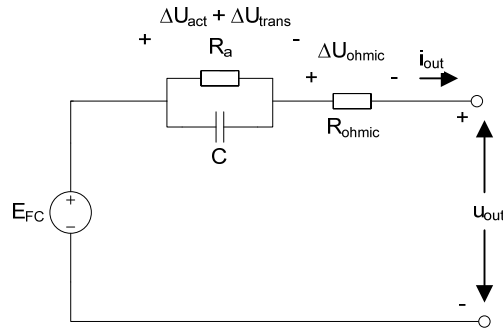 ΔU_act + ΔU_trans
+ R_a -
ΔU_ohmic
+ - i_out
C
R_ohmic
+
E_FC
+
−
u_out
-